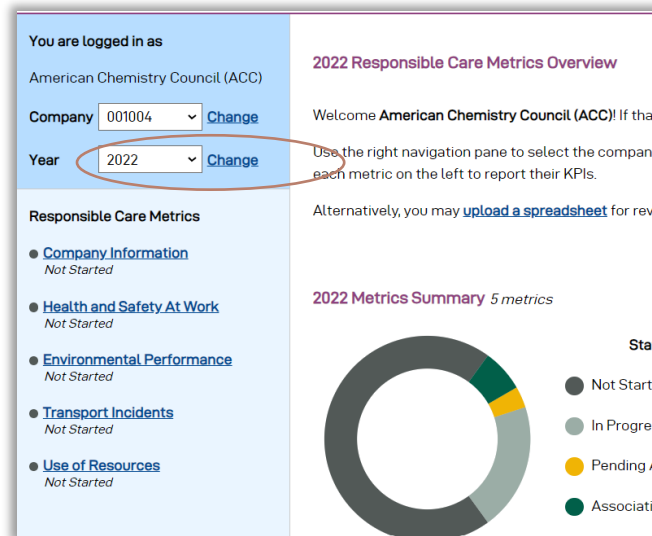 You are logged in as
American Chemistry Council (ACC)
Company 001004 Change
Year 2022 Change
Responsible Care Metrics
Company Information
Not Started
Health and Safety At Work
Not Started
Environmental Performance
Not Started
Transport Incidents
Not Started
Use of Resources
Not Started
2022 Responsible Care Metrics Overview
Welcome American Chemistry Council (ACC)! If tha
Use the right navigation pane to select the compan
each metric on the left to report their KPIs.
Alternatively, you may upload a spreadsheet for rev
2022 Metrics Summary 5 metrics
Sta
Not Start
In Progre
Pending A
Associati